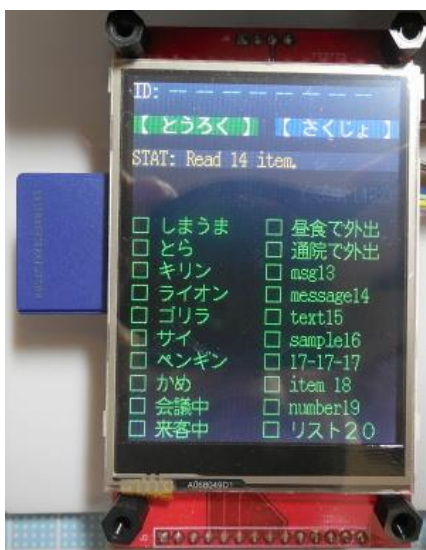 ID: _ _ _ _ _ _ _ _
【 とうろく 】 【 さくじょ 】
STAT: Read 14 item.
□ しまうま □ 昼食で外出
□ とら □ 通院で外出
□ キリン □ msg13
□ ライオン □ message14
□ ゴリラ □ text15
□ サイ □ sample16
□ ペンギン □ 17-17-17
□ かめ □ item 18
□ 会議中 □ number19
□ 来客中 □ リスト20
A068049D1